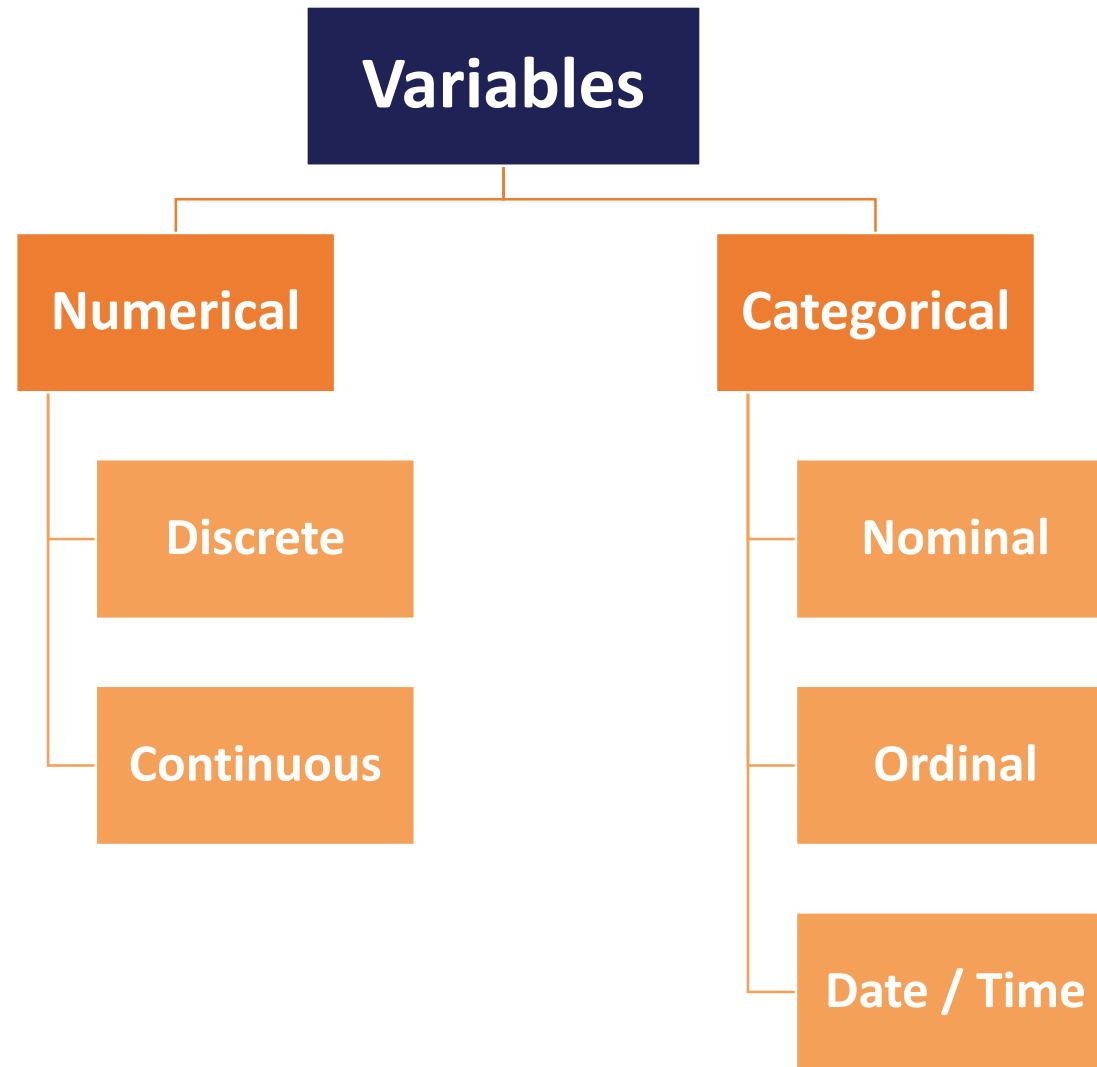 Variables
Numerical
Discrete
Continuous
Categorical
Nominal
Ordinal
Date / Time